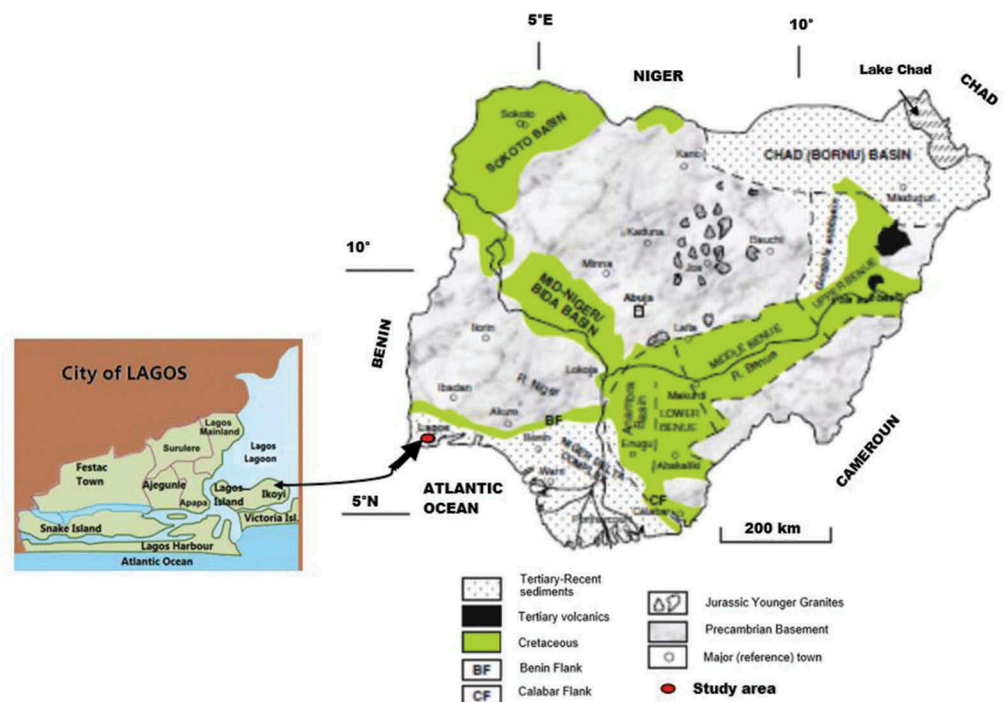 5°E
10°
NIGER
Lake Chad
CHAD
Sokoto
SOKOTO BASIN
Kano
CHAD (BORNU) BASIN
Maiduguri
Kaduna
Bauchi
Jos
10°
Minna
UPPER BENUE
MID-NIGER/
BIDA BASIN
Abuja
BENIN
Ilorin
Lafia
MIDDLE BENUE
R. Benue
Lokoja
R. Niger
Ibadan
Makurdi
Akure
BF
Anambra
Basin
LOWER
BENUE
Lagos
Benin
Enugu
Abakaliki
NIGER DELTA
Warri
CAMEROUN
5°N
ATLANTIC
OCEAN
CF
Calabar
200 km
City of LAGOS
Lagos
Mainland
Surulere
Lagos
Lagoon
Festac
Town
Ajegunle
Lagos
Island
Ikoyi
Apapa
Victoria Isl.
Snake Island
Lagos Harbour
Atlantic Ocean
Tertiary-Recent
sediments
Tertiary volcanics
Cretaceous
BF
Benin Flank
CF
Calabar Flank
Jurassic Younger Granites
Precambrian Basement
Major (reference) town
Study area